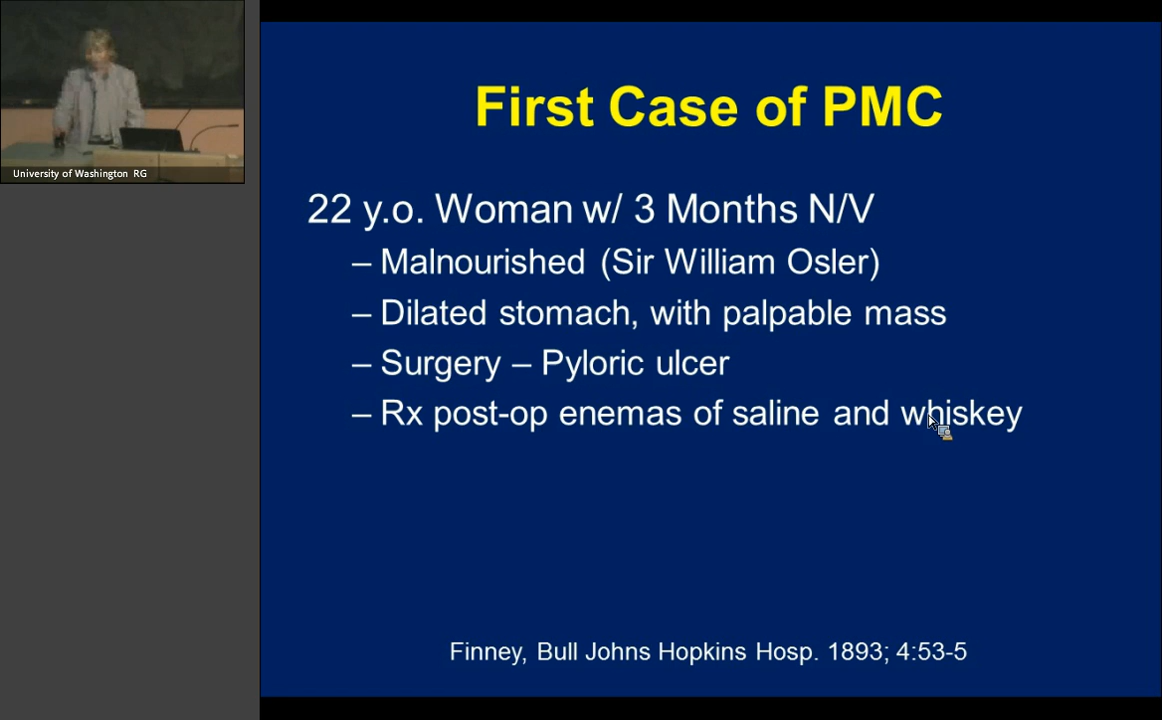 University of Washington RG
First Case of PMC
22 y.o. Woman w/ 3 Months N/V
– Malnourished (Sir William Osler)
– Dilated stomach, with palpable mass
– Surgery – Pyloric ulcer
– Rx post-op enemas of saline and whiskey
Finney, Bull Johns Hopkins Hosp. 1893; 4:53-5